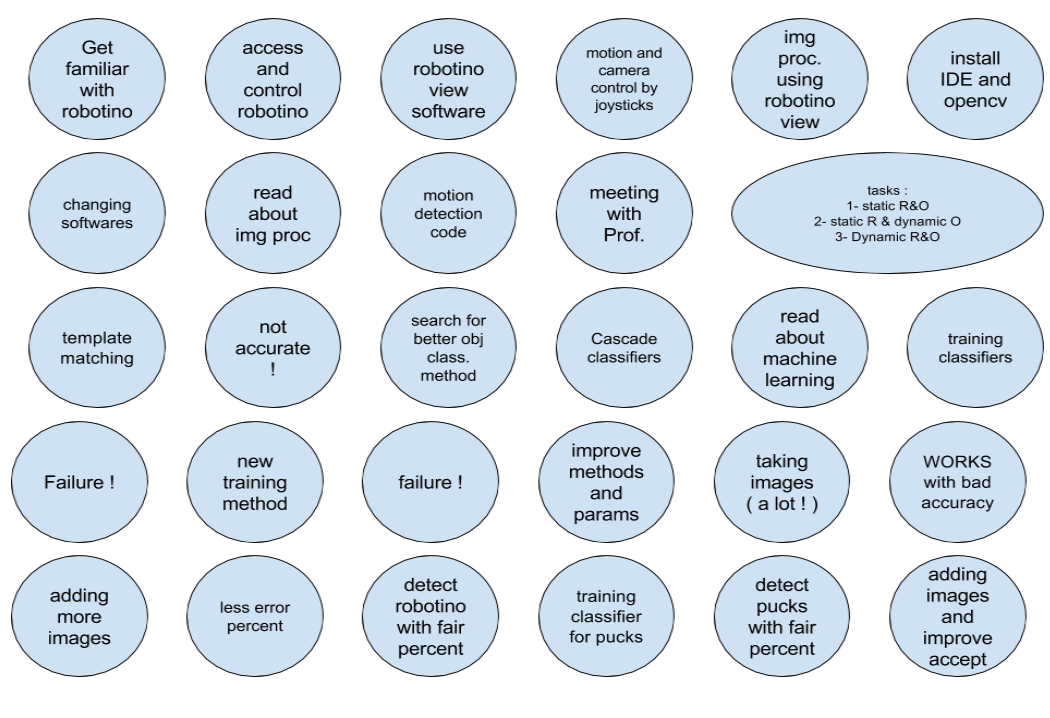 Get
familiar
with
robotino
access
and
control
robotino
use
robotino
view
software
motion and
camera
control by
joysticks
img
proc.
using
robotino
view
install
IDE and
opencv
changing
softwares
read
about
img proc
motion
detection
code
meeting
with
Prof.
tasks :
1- static R&O
2- static R & dynamic O
3- Dynamic R&O
template
matching
not
accurate
!
search for
better obj
class.
method
Cascade
classifiers
read
about
machine
learning
training
classifiers
Failure !
new
training
method
failure !
improve
methods
and
params
taking
images
( a lot ! )
WORKS
with bad
accuracy
adding
more
images
less error
percent
detect
robotino
with fair
percent
training
classifier
for pucks
detect
pucks
with fair
percent
adding
images
and
improve
accept